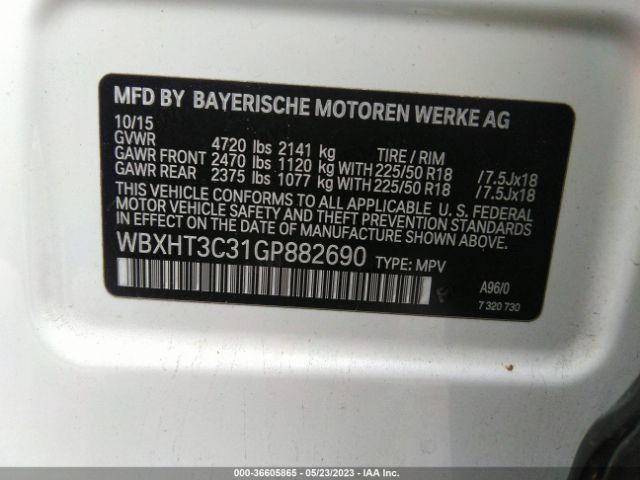 MFD BY BAYERISCHE MOTOREN WERKE AG
10/15
GVWR 4720 lbs 2141 kg TIRE / RIM
GAWR FRONT 2470 lbs 1120 kg WITH 225/50 R18 /7.5Jx18
GAWR REAR 2375 lbs 1077 kg WITH 225/50 R18 /7.5Jx18
THIS VEHICLE CONFORMS TO ALL APPLICABLE U. S. FEDERAL
MOTOR VEHICLE SAFETY AND THEFT PREVENTION STANDARDS
IN EFFECT ON THE DATE OF MANUFACTURE SHOWN ABOVE.
WBXHT3C31GP882690 TYPE: MPV
A96/0
7 320 730
000-36605865 - 05/23/2023 - IAA Inc.